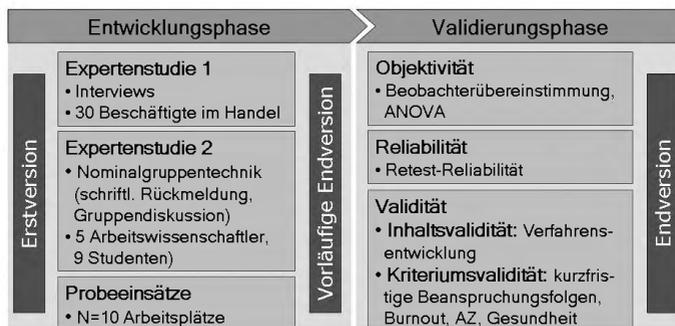 Entwicklungsphase
Erstversion
Expertenstudie 1
• Interviews
• 30 Beschäftigte im Handel
Expertenstudie 2
• Nominalgruppentechnik
(schriftl. Rückmeldung,
Gruppendiskussion)
• 5 Arbeitswissenschaftler,
9 Studenten)
Probeeinsätze
• N=10 Arbeitsplätze
Vorläufige Endversion
Validierungsphase
Objektivität
• Beobachterübereinstimmung,
ANOVA
Reliabilität
• Retest-Reliabilität
Validität
• Inhaltsvalidität: Verfahrens-
entwicklung
• Kriteriumsvalidität: kurzfris-
tige Beanspruchungsfolgen,
Burnout, AZ, Gesundheit
Endversion